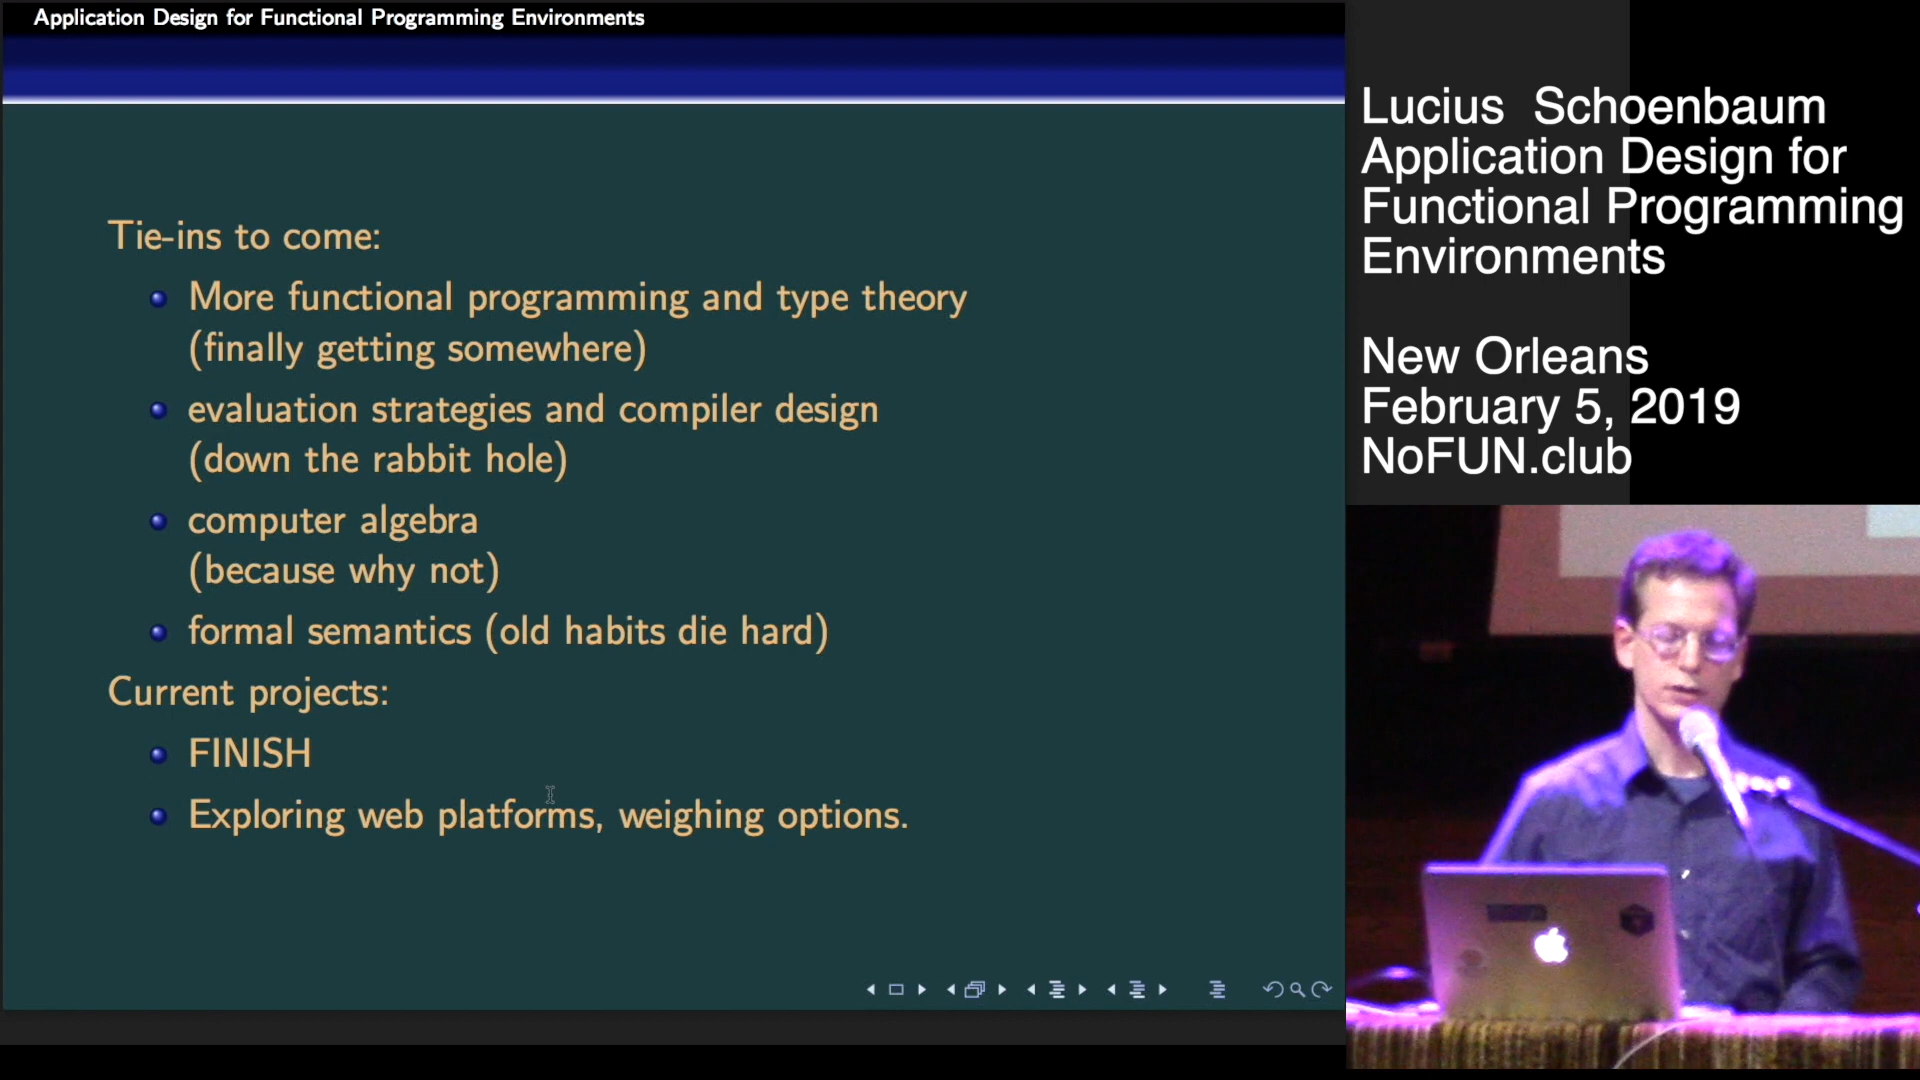 Application Design for Functional Programming Environments
Tie-ins to come:
More functional programming and type theory
(finally getting somewhere)
evaluation strategies and compiler design
(down the rabbit hole)
computer algebra
(because why not)
formal semantics (old habits die hard)
Current projects:
FINISH
Exploring web platforms, weighing options.
Lucius Schoenbaum
Application Design for
Functional Programming
Environments
New Orleans
February 5, 2019
NoFUN.club